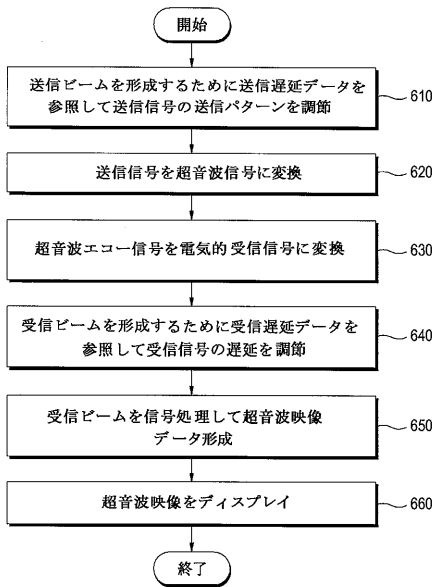 開始
送信ビームを形成するために送信遅延データを
参照して送信信号の送信パターンを調節
610
送信信号を超音波信号に変換
620
超音波エコー信号を電気的受信信号に変換
630
受信ビームを形成するために受信遅延データを
参照して受信信号の遅延を調節
640
受信ビームを信号処理して超音波映像
データ形成
650
超音波映像をディスプレイ
660
終了